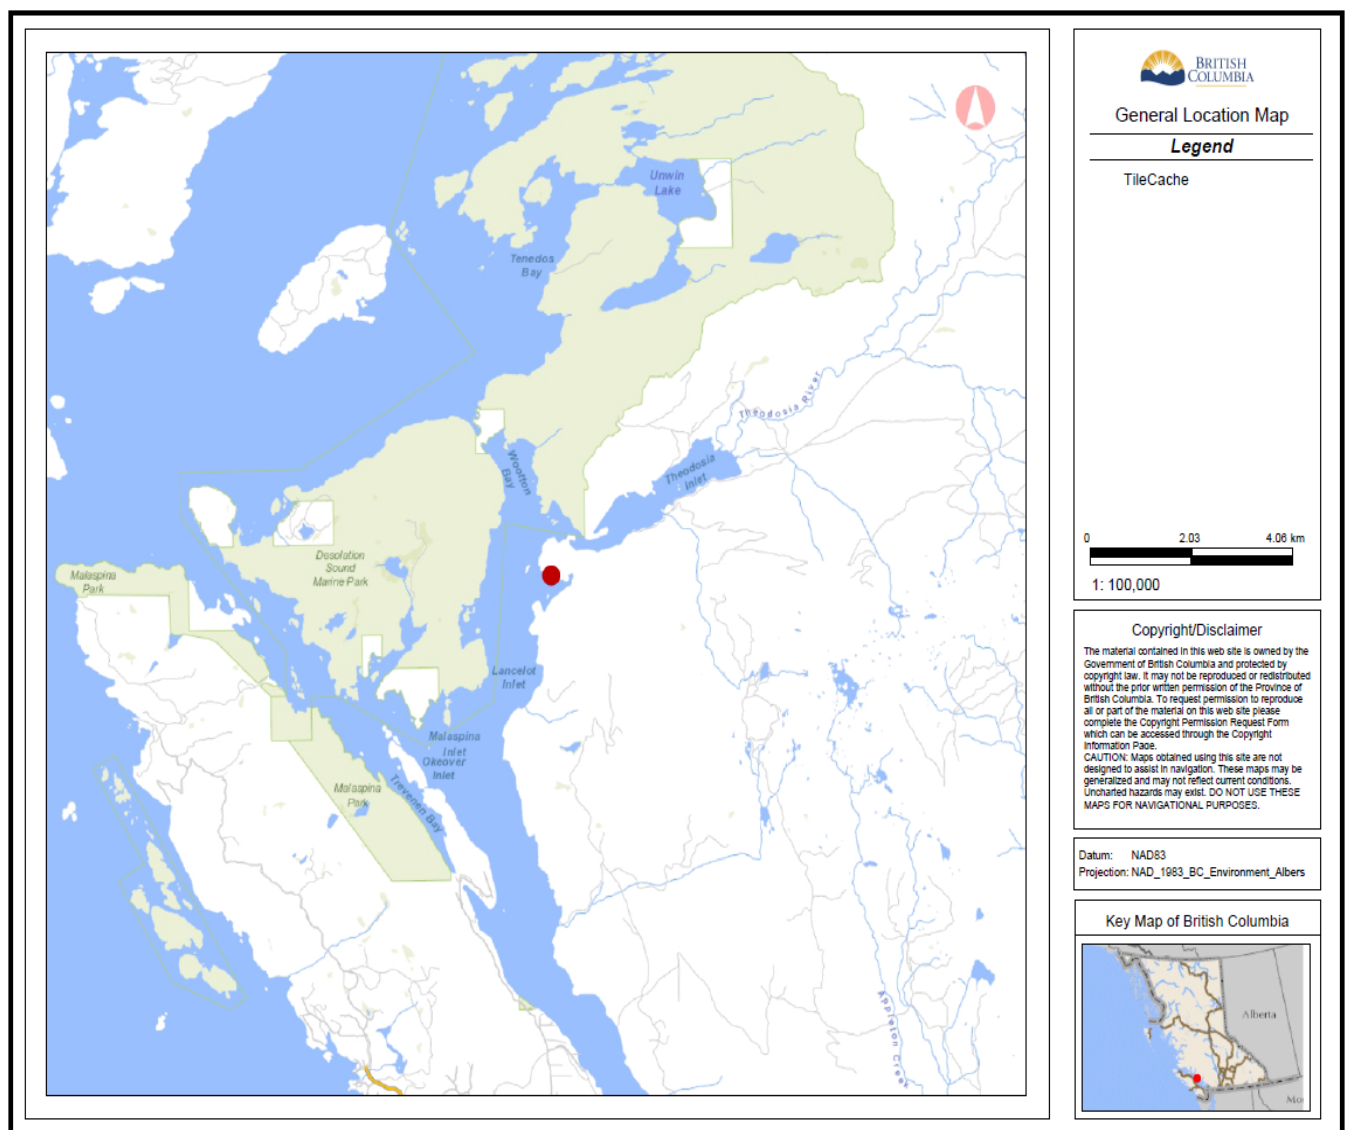 Unwin
Lake
Tenedos
Bay
Theodosia River
Theodosia
Inlet
Wootton
Bay
Desolation
Sound
Marine Park
Malaspina
Park
Lancelot
Inlet
Malaspina
Inlet
Okeover
Inlet
Malaspina
Park
Trevenen Bay
Appleton Creek
BRITISH
COLUMBIA
General Location Map
Legend
TileCache
0 2.03 4.06 km
1: 100,000
Copyright/Disclaimer
The material contained in this web site is owned by the
Government of British Columbia and protected by
copyright law. It may not be reproduced or redistributed
without the prior written permission of the Province of
British Columbia. To request permission to reproduce
all or part of the material on this web site please
complete the Copyright Permission Request Form
which can be accessed through the Copyright
Information Page.
CAUTION: Maps obtained using this site are not
designed to assist in navigation. These maps may be
generalized and may not reflect current conditions.
Uncharted hazards may exist. DO NOT USE THESE
MAPS FOR NAVIGATIONAL PURPOSES.
Datum: NAD83
Projection: NAD_1983_BC_Environment_Albers
Key Map of British Columbia
Alberta
Mo